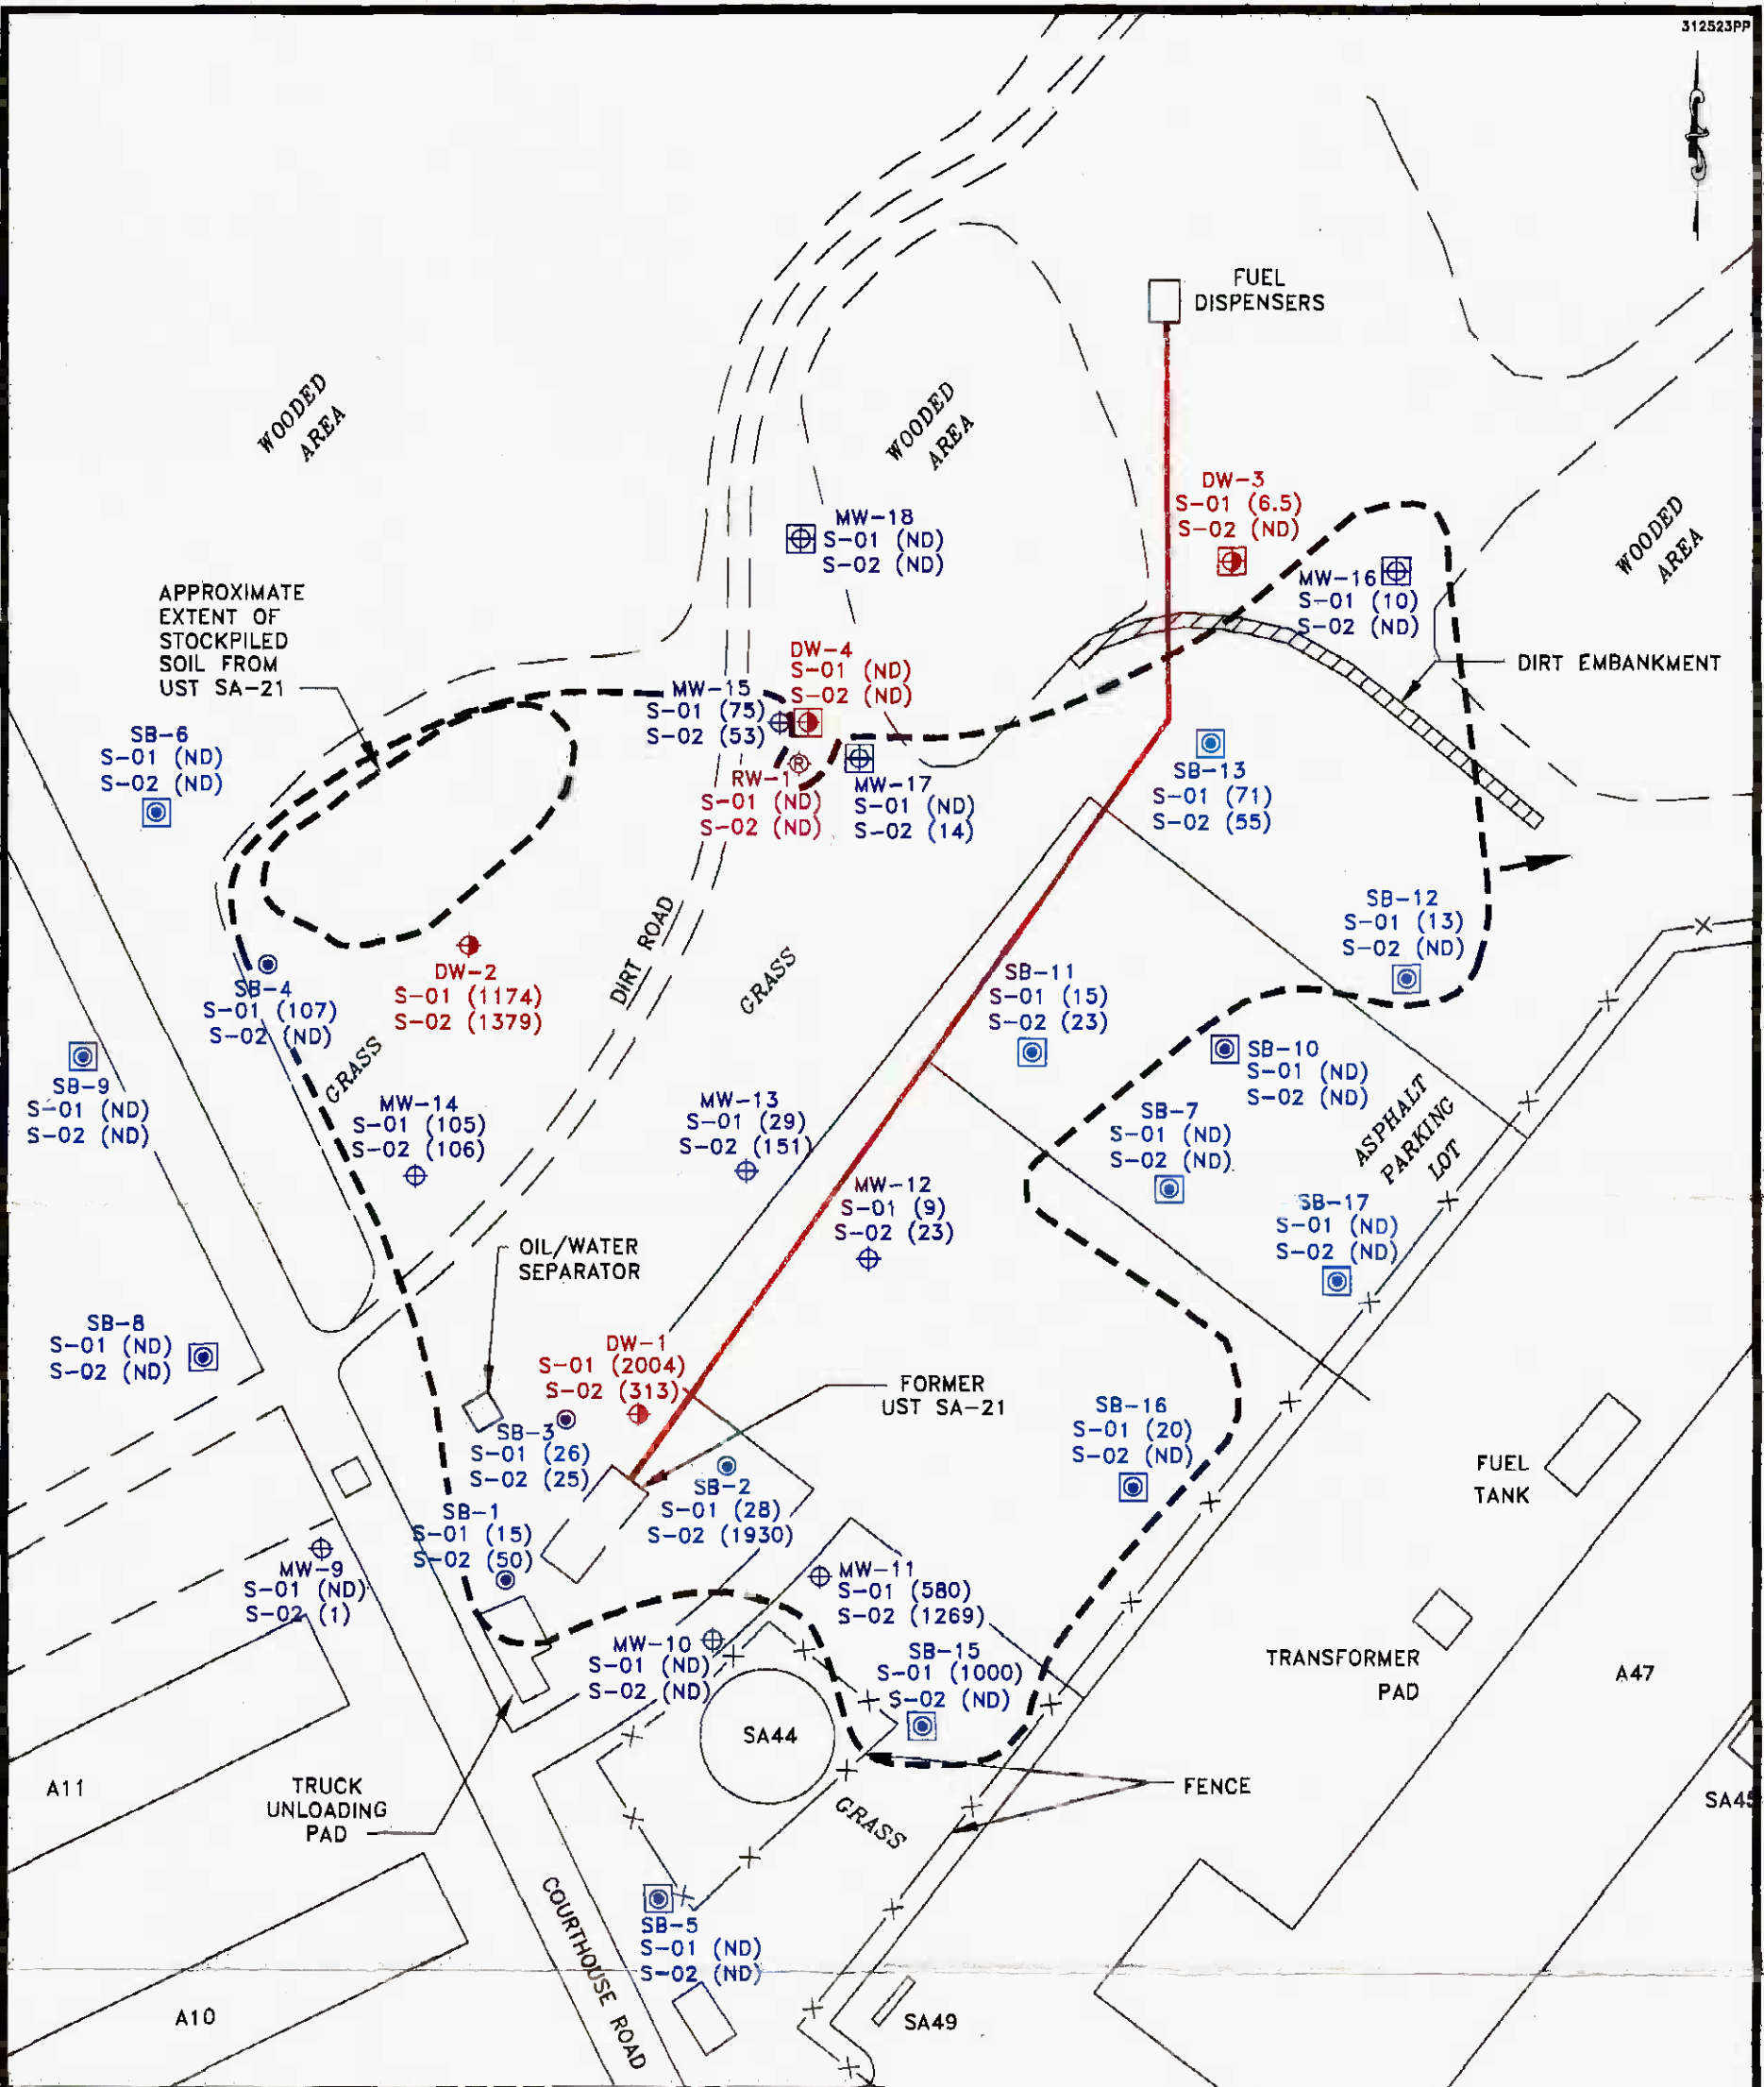 312523PP
FUEL
DISPENSERS
WOODED
AREA
WOODED
AREA
WOODED
AREA
DW-3
S-01 (6.5)
S-02 (ND)
MW-18
S-01 (ND)
S-02 (ND)
MW-16
S-01 (10)
S-02 (ND)
APPROXIMATE
EXTENT OF
STOCKPILED
SOIL FROM
UST SA-21
DIRT EMBANKMENT
DW-4
S-01 (ND)
S-02 (ND)
MW-15
S-01 (75)
S-02 (53)
SB-6
S-01 (ND)
S-02 (ND)
R
RW-1
S-01 (ND)
S-02 (ND)
MW-17
S-01 (ND)
S-02 (14)
SB-13
S-01 (71)
S-02 (55)
SB-12
S-01 (13)
S-02 (ND)
DIRT ROAD
GRASS
DW-2
S-01 (1174)
S-02 (1379)
SB-4
S-01 (107)
S-02 (ND)
SB-11
S-01 (15)
S-02 (23)
GRASS
SB-9
S-01 (ND)
S-02 (ND)
SB-10
S-01 (ND)
S-02 (ND)
MW-14
S-01 (105)
S-02 (106)
MW-13
S-01 (29)
S-02 (151)
SB-7
S-01 (ND)
S-02 (ND)
ASPHALT
PARKING
LOT
MW-12
S-01 (9)
S-02 (23)
SB-17
S-01 (ND)
S-02 (ND)
OIL/WATER
SEPARATOR
SB-8
S-01 (ND)
S-02 (ND)
DW-1
S-01 (2004)
S-02 (313)
FORMER
UST SA-21
SB-16
S-01 (20)
S-02 (ND)
SB-3
S-01 (26)
S-02 (25)
SB-2
S-01 (28)
S-02 (1930)
FUEL
TANK
SB-1
S-01 (15)
S-02 (50)
MW-9
S-01 (ND)
S-02 (1)
MW-11
S-01 (580)
S-02 (1269)
MW-10
S-01 (ND)
S-02 (ND)
SB-15
S-01 (1000)
S-02 (ND)
TRANSFORMER
PAD
A47
SA44
A11
TRUCK
UNLOADING
PAD
FENCE
SA45
GRASS
COURTHOUSE ROAD
SB-5
S-01 (ND)
S-02 (ND)
A10
SA49